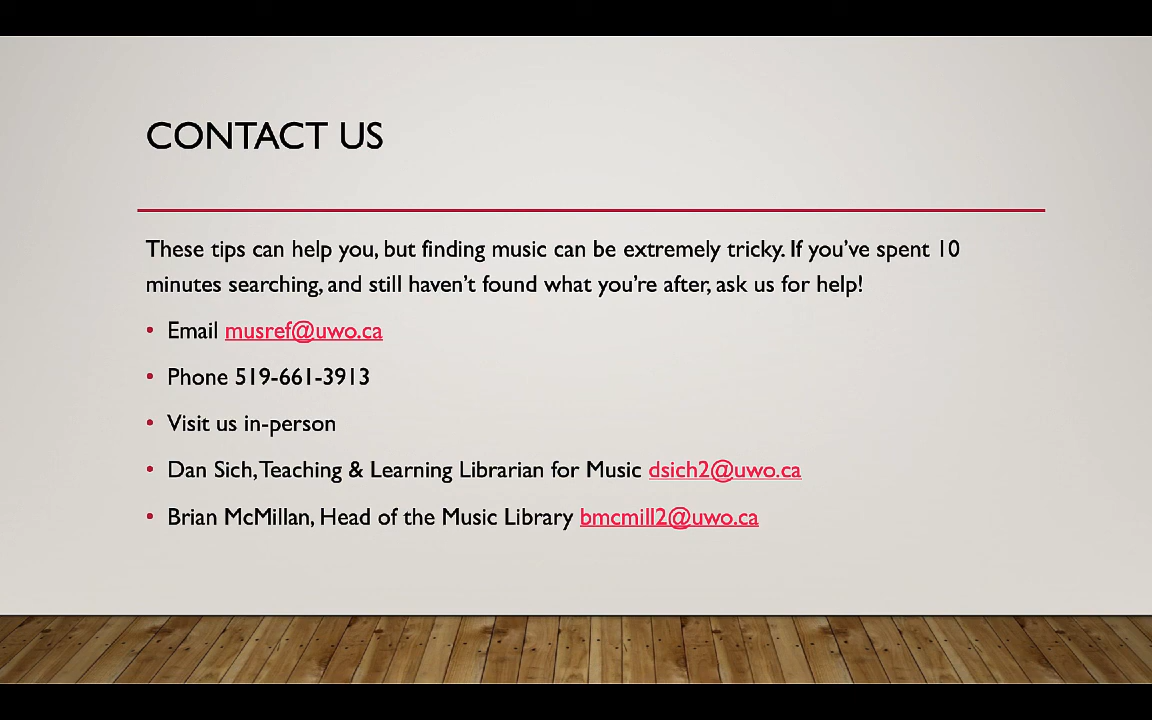 CONTACT US
These tips can help you, but finding music can be extremely tricky. If you've spent 10
minutes searching, and still haven't found what you're after, ask us for help!
• Email musref@uwo.ca
• Phone 519-661-3913
• Visit us in-person
• Dan Sich, Teaching & Learning Librarian for Music dsich2@uwo.ca
• Brian McMillan, Head of the Music Library bmcmill2@uwo.ca